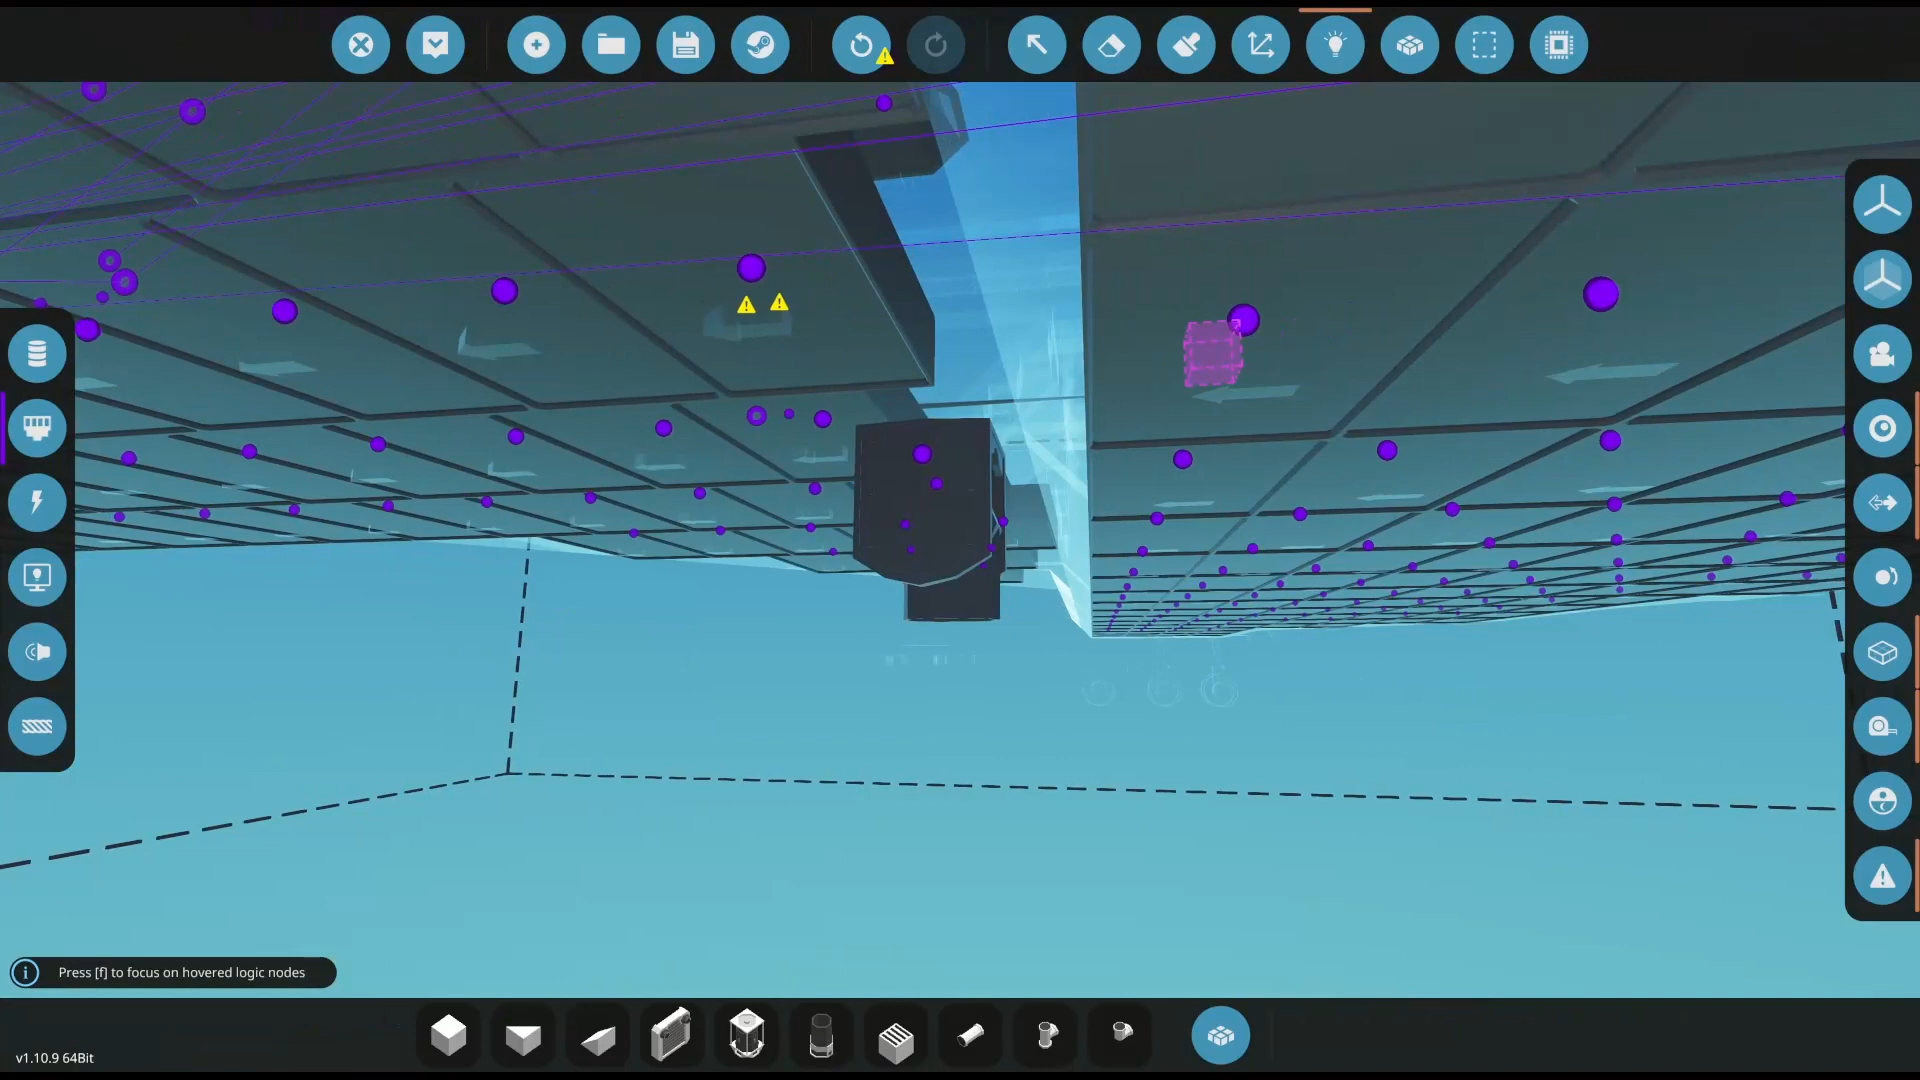 Press [f] to focus on hovered logic nodes
v1.10.9 64Bit